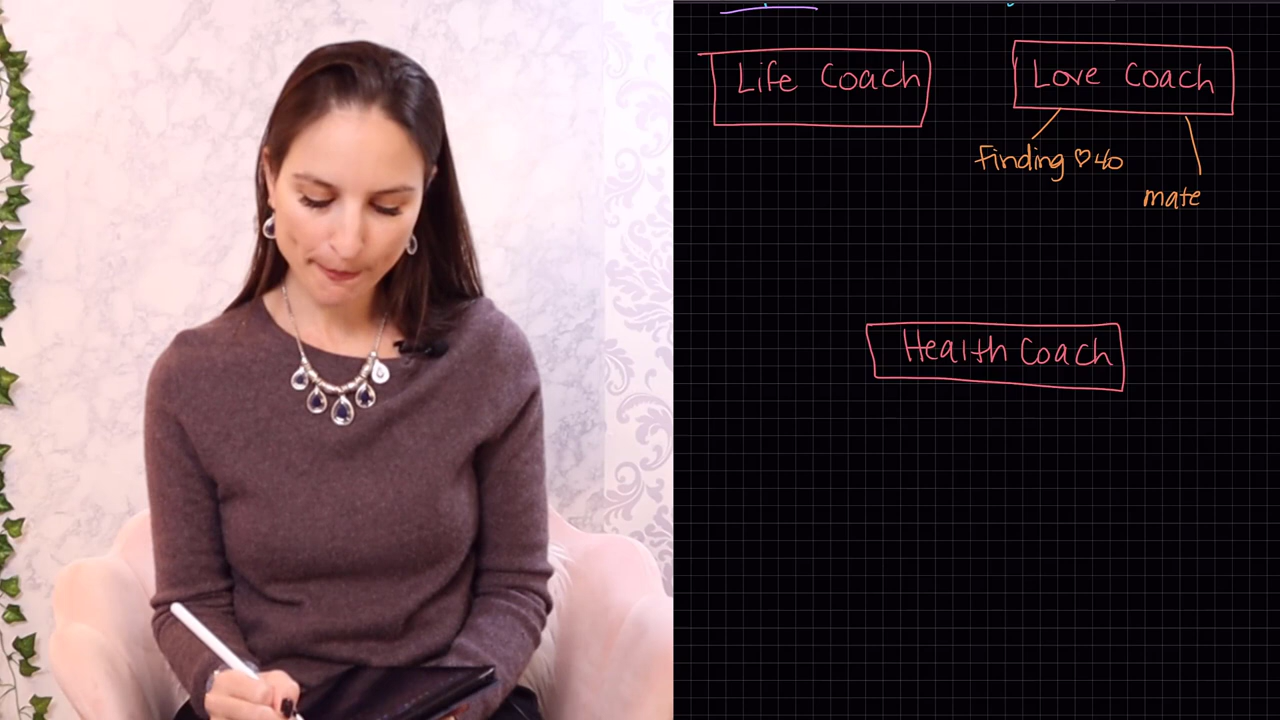 Life Coach
Love Coach
Finding ♡ 40
mate
Health Coach